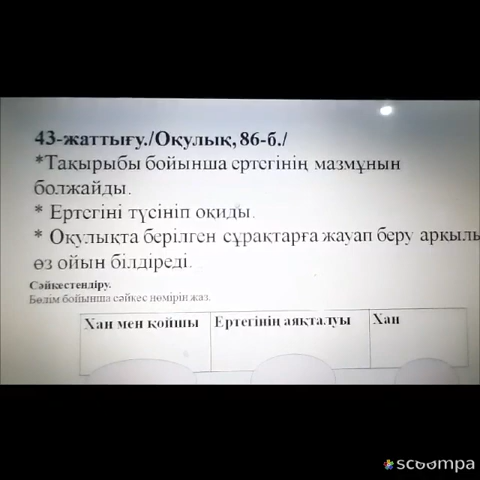 43-жаттығу./Оқулық, 86-б./
*Тақырыбы бойынша ертегінің мазмұнын
болжайды.
* Ертегіні түсініп оқиды.
* Оқулықта берілген сұрақтарға жауап беру арқылы
өз ойын білдіреді.
Сәйкестендіру.
Бөлім бойынша сәйкес нөмірін жаз.
Хан мен қойшы Ертегінің аяқталуы Хан
scoompa